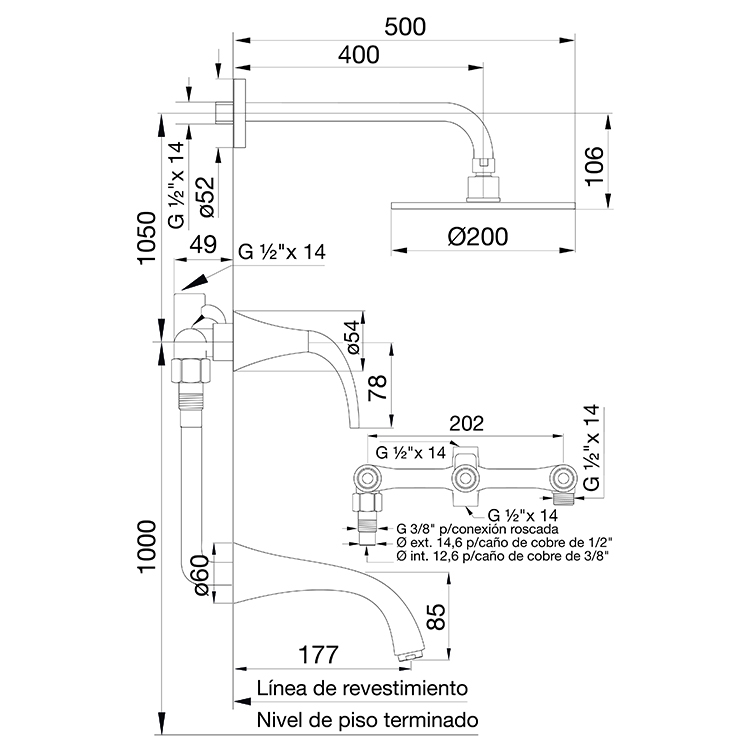 500
400
G ½"x 14
ø52
106
1050
49
G ½"x 14
Ø200
ø54
78
202
G ½"x 14
G ½"x 14
G ½"x 14
G 3/8" p/conexión roscada
Ø ext. 14,6 p/caño de cobre de 1/2"
Ø int. 12,6 p/caño de cobre de 3/8"
1000
ø60
85
177
Línea de revestimiento
Nivel de piso terminado